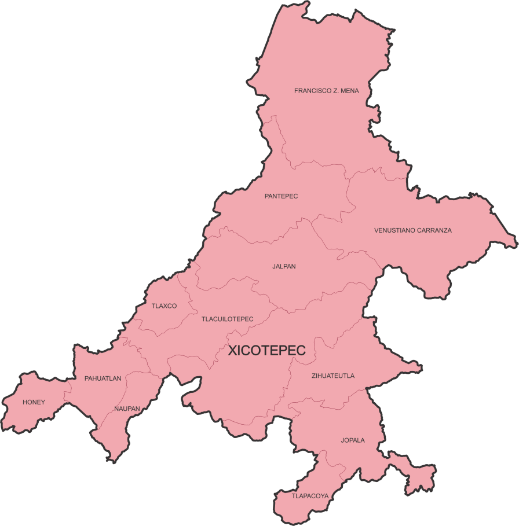 FRANCISCO Z. MENA
PANTEPEC
VENUSTIANO CARRANZA
JALPAN
TLAXCO
TLACUILOTEPEC
XICOTEPEC
ZIHUATEUTLA
PAHUATLAN
HONEY
NAUPAN
JOPALA
TLAPACOYA